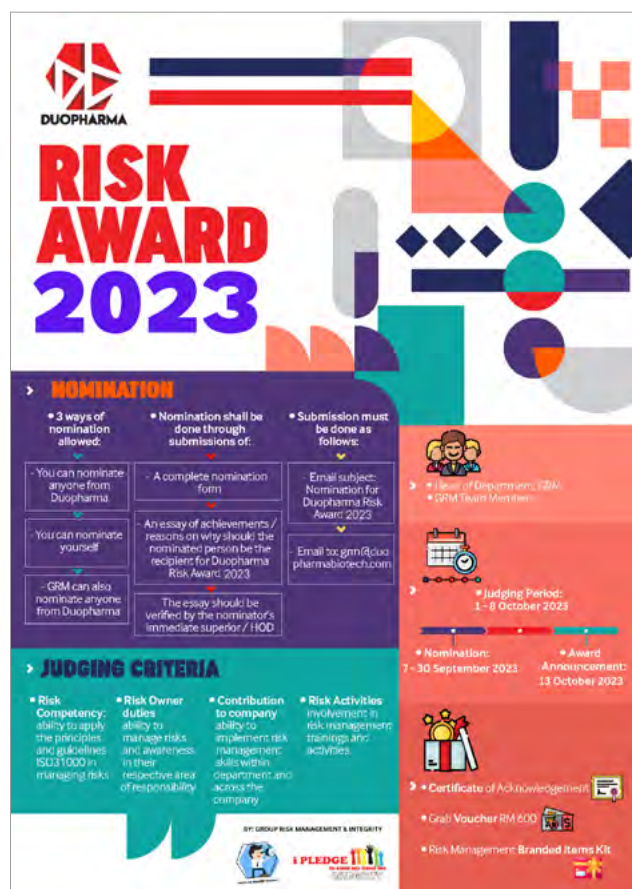 DUOPHARMA
RISK
AWARD
2023
NOMINATION
• 3 ways of
nomination
allowed:
- You can nominate
anyone from
Duopharma
- You can nominate
yourself
- GRM can also
nominate anyone
from Duopharma
• Nomination shall be
done through
submissions of:
- A complete nomination
form
- An essay of achievements /
reasons on why should the
nominated person be the
recipient for Duopharma
Risk Award 2023
The essay should be
verified by the nominator's
immediate superior / HOD
• Submission must
be done as
follows:
- Email subject:
Nomination for
Duopharma Risk
Award 2023
- Email to: grm@duo
pharmabiotech.com
• Head of Department, GRM
• GRM Team Members
• Judging Period:
1 - 8 October 2023
• Nomination:
7 - 30 September 2023
• Award
Announcement:
13 October 2023
• Certificate of Acknowledgement
• Grab Voucher RM 600
• Risk Management Branded Items Kit
JUDGING CRITERIA
• Risk
Competency:
ability to apply
the principles
and guidelines
ISO31000 in
managing risks
• Risk Owner
duties
ability to
manage risks
and awareness
in their
respective area
of responsibility
• Contribution
to company
ability to
implement risk
management
skills within
department and
across the
company
• Risk Activities
involvement in
risk management
trainings and
activities
BY: GROUP RISK MANAGEMENT & INTEGRITY
i PLEDGE